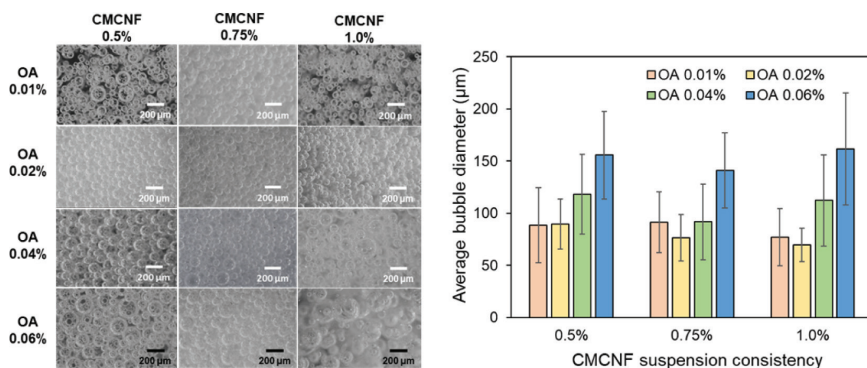 CMCNF 0.5%
CMCNF 0.75%
CMCNF 1.0%
OA 0.01%
200 µm
200 µm
200 µm
OA 0.02%
200 µm
200 µm
200 µm
OA 0.04%
200 µm
200 µm
200 µm
OA 0.06%
200 µm
200 µm
200 µm
Average bubble diameter (µm)
250
200
150
100
50
0
OA 0.01%
OA 0.02%
OA 0.04%
OA 0.06%
0.5%
0.75%
1.0%
CMCNF suspension consistency